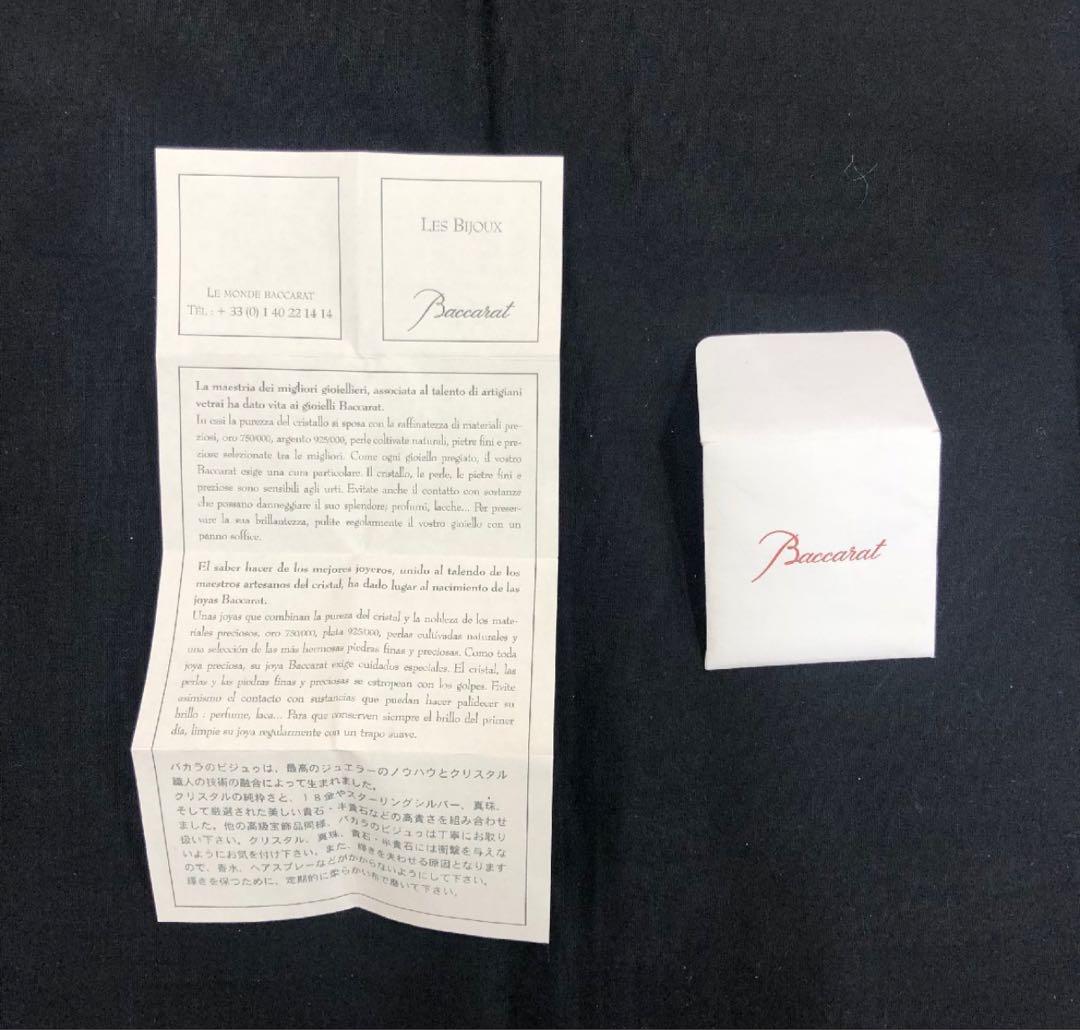 LE MONDE BACCARAT
TÉL : + 33 (0) 1 40 22 14 14
LES BIJOUX
Baccarat
La maestria dei migliori gioiellieri, associata al talento di artigiani
vetrai ha dato vita ai gioielli Baccarat.
In essi la purezza del cristallo si sposa con la raffinatezza di materiali pre-
ziosi, oro 750/000, argento 925/000, perle coltivate naturali, pietre fini e pre-
ziose selezionate tra le migliori. Come ogni gioiello pregiato, il vostro
Baccarat esige una cura particolare. Il cristallo, le perle, le pietre fini e
preziose sono sensibili agli urti. Evitate anche il contatto con sostanze
che possano danneggiare il suo splendore; profumi, lacche... Per preser-
vare la sua brillantezza, pulite regolarmente il vostro gioiello con un
panno soffice.
El saber hacer de los mejores joyeros, unido al talendo de los
maestros artesanos del cristal, ha dado lugar al nacimiento de las
joyas Baccarat.
Unas joyas que combinan la pureza del cristal y la nobleza de los mate-
riales preciosos, oro 750/000, plata 925/000, perlas cultivadas naturales y
una selección de las más hermosas piedras finas y preciosas. Como toda
joya preciosa, su joya Baccarat exige cuidados especiales. El cristal, las
perlas y las piedras finas y preciosas se estropean con los golpes. Evite
asimismo el contacto con sustancias que puedan hacer palidecer su
brillo : perfume, laca... Para que conserven siempre el brillo del primer
día, limpie su joya regularmente con un trapo suave.
バカラのビジュゥは、最高のジュエラーのノウハウとクリスタル
職人の技術の融合によって生まれました。
クリスタルの純粋さと、18金やスターリングシルバー、真珠、
そして厳選された美しい貴石・半貴石などの高貴さを組み合わせ
ました。他の高級宝飾品同様、バカラのビジュゥは丁寧にお取り
扱い下さい。クリスタル、真珠、貴石・半貴石には衝撃を与えな
いようにお気を付け下さい。また、輝きを失わせる原因となります
ので、香水、ヘアスプレーなどがかからないようにして下さい。
輝きを保つために、定期的に柔らかい布で磨いて下さい。
Baccarat